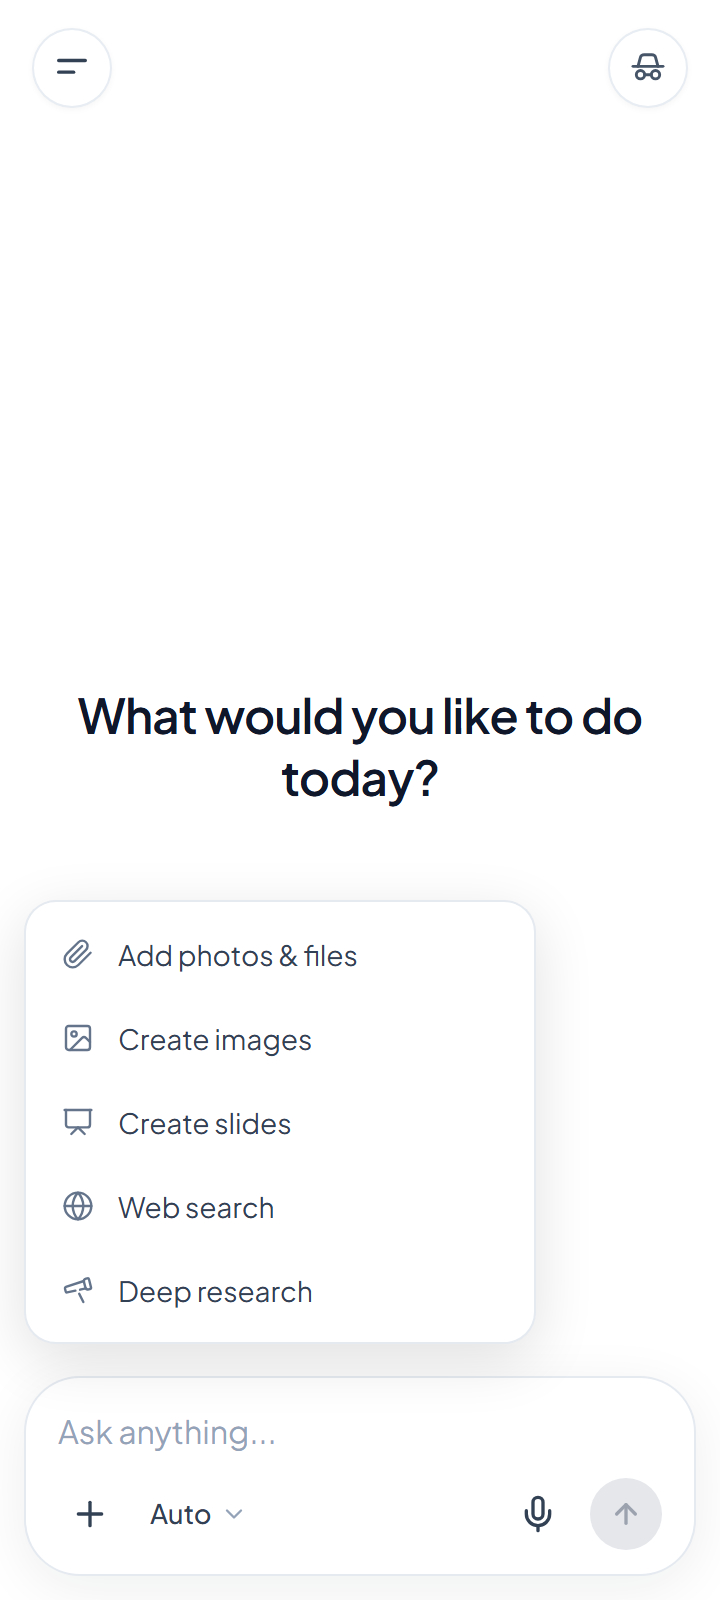 What would you like to do
today?
Add photos & files
Create images
Create slides
Web search
Deep research
Ask anything...
Auto